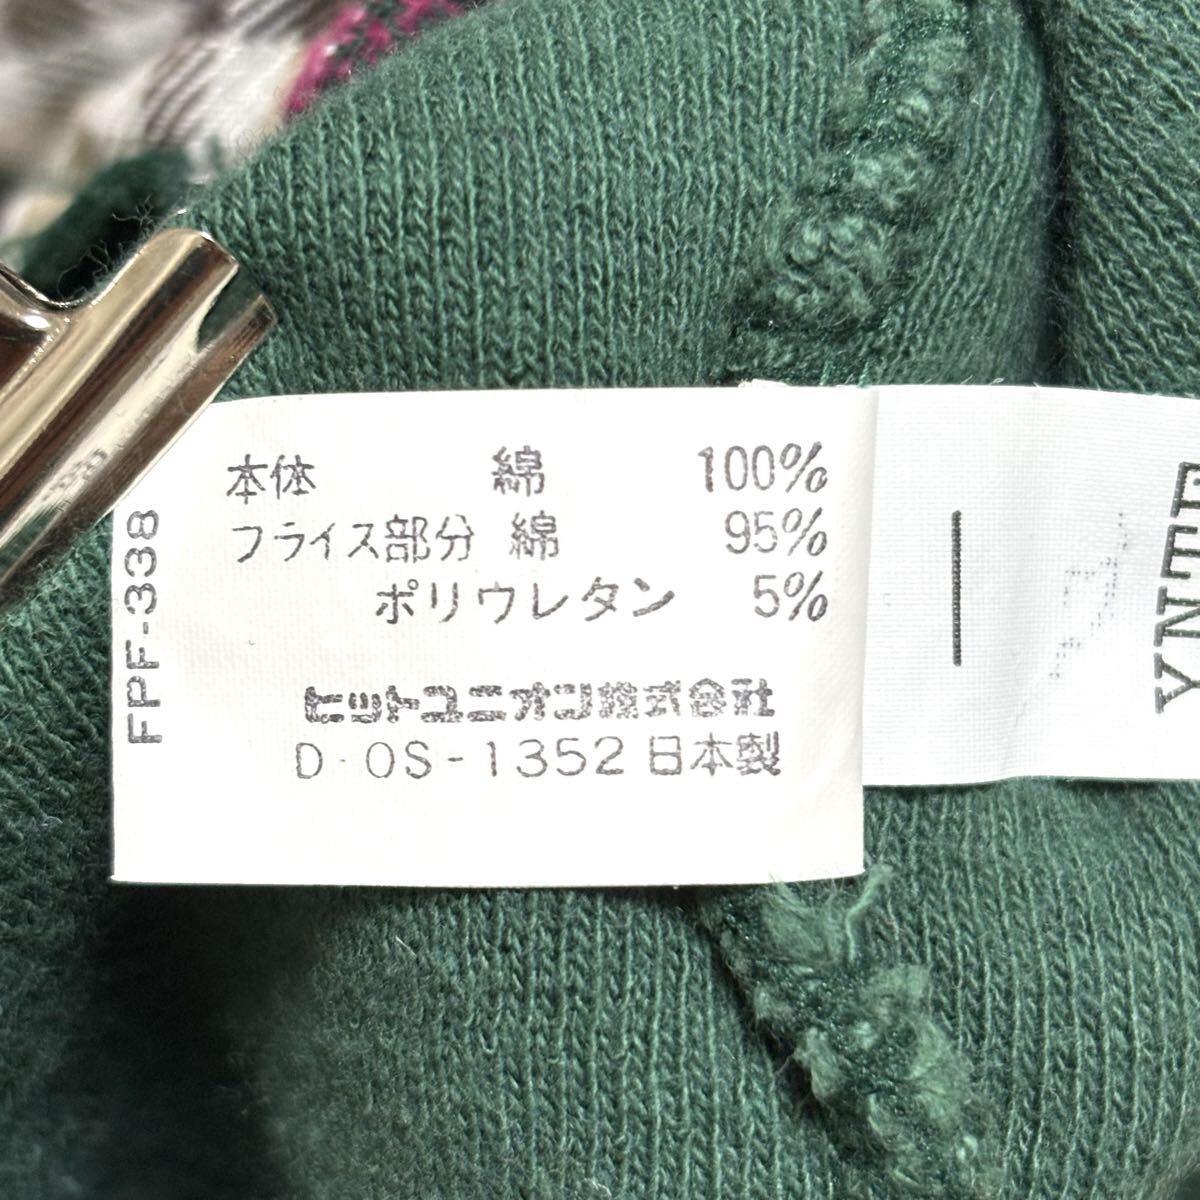 本体 綿 100%
フライス部分 綿 95%
ポリウレタン 5%
ヒットユニオン株式会社
D-OS-1352 日本製
FPF-338